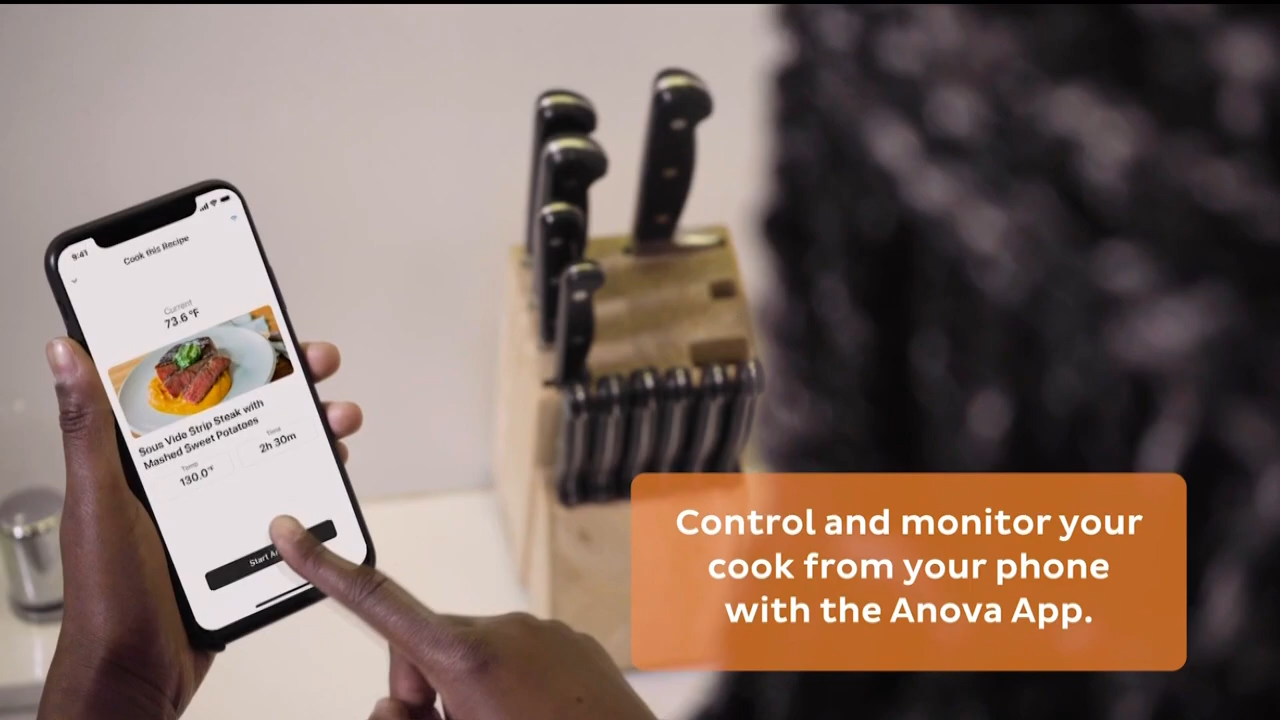 9:41
Cook this Recipe
Current
73.6 °F
Sous Vide Strip Steak with
Mashed Sweet Potatoes
Temp
130.0°F
Time
2h 30m
Start
Control and monitor your
cook from your phone
with the Anova App.